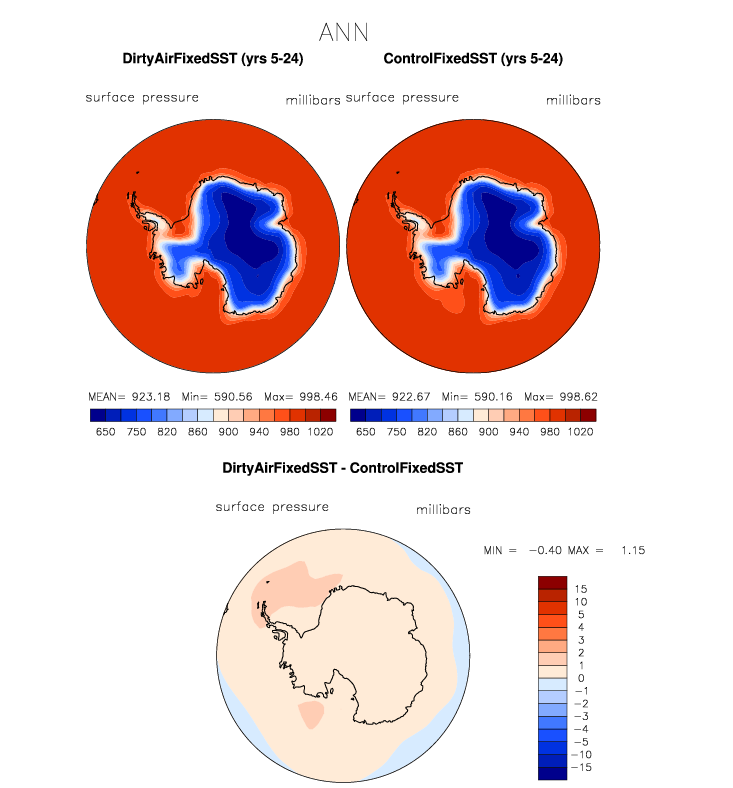 ANN
DirtyAirFixedSST (yrs 5-24) ControlFixedSST (yrs 5-24)
surface pressure millibars surface pressure millibars
MEAN= 923.18 Min= 590.56 Max= 998.46 MEAN= 922.67 Min= 590.16 Max= 998.62
650 750 820 860 900 940 980 1020 650 750 820 860 900 940 980 1020
DirtyAirFixedSST - ControlFixedSST
surface pressure millibars
MIN = -0.40 MAX = 1.15
15
10
5
4
3
2
1
0
-1
-2
-3
-4
-5
-10
-15